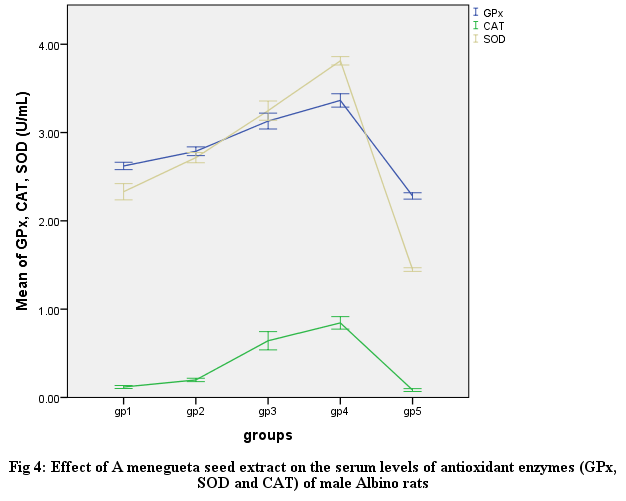 GPx
CAT
SOD
Mean of GPx, CAT, SOD (U/mL)
4.00
3.00
2.00
1.00
0.00
gp1 gp2 gp3 gp4 gp5
groups
Fig 4: Effect of A menegueta seed extract on the serum levels of antioxidant enzymes (GPx,
SOD and CAT) of male Albino rats